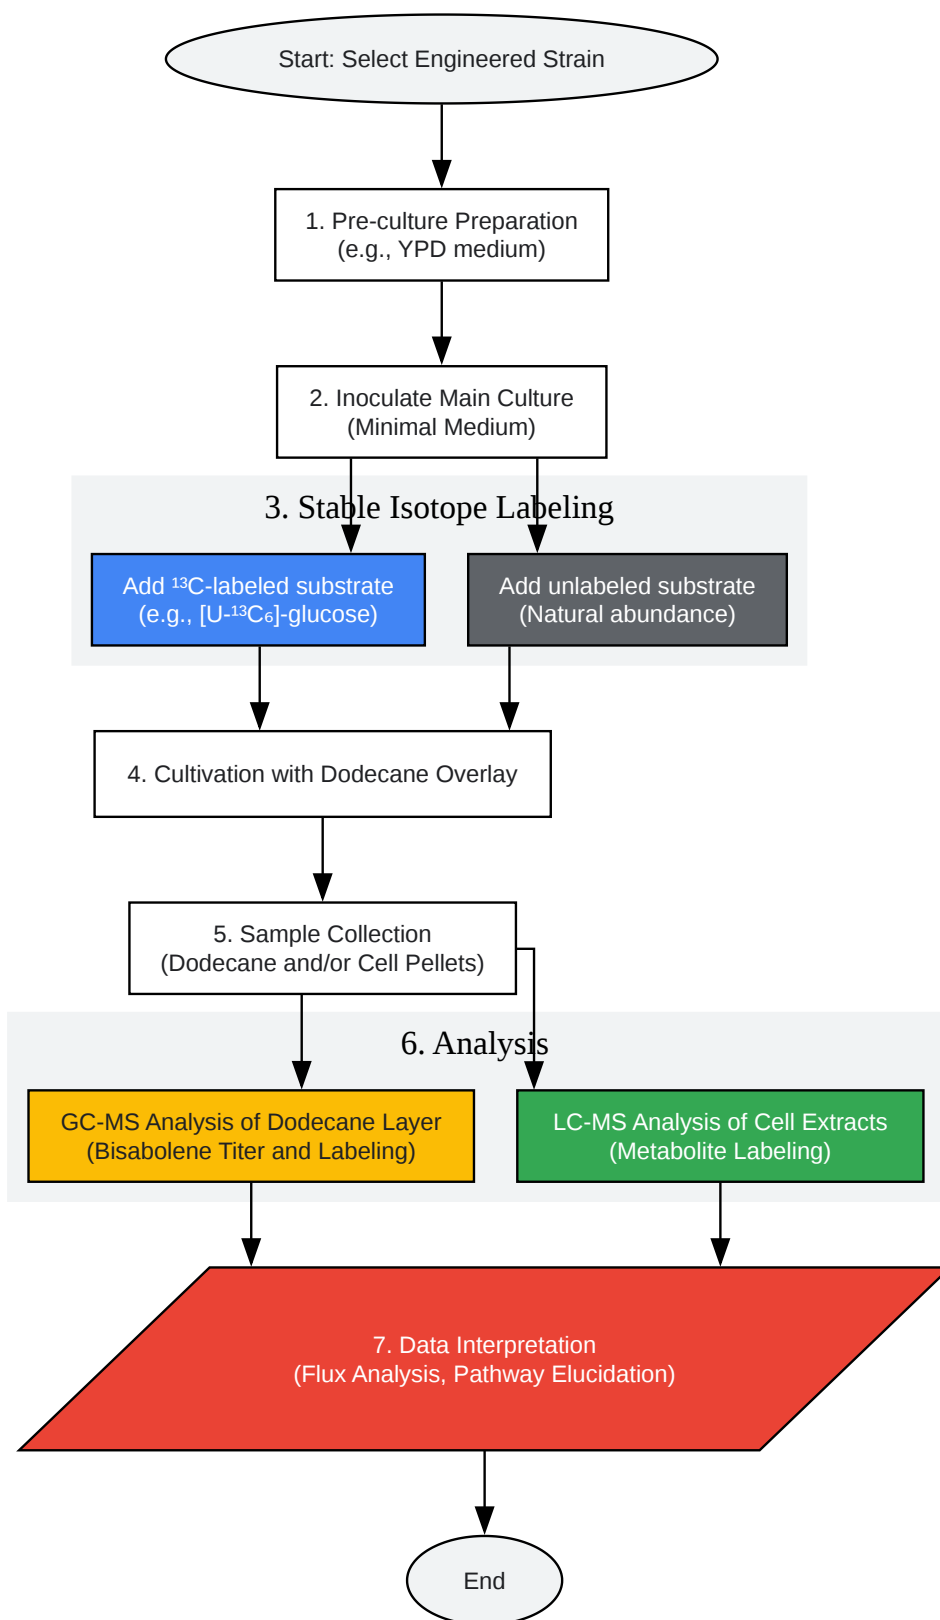 Start: Select Engineered Strain
1. Pre-culture Preparation
(e.g., YPD medium)
2. Inoculate Main Culture
(Minimal Medium)
3. Stable Isotope Labeling
Add ¹³C-labeled substrate
(e.g., [U-¹³C₆]-glucose)
Add unlabeled substrate
(Natural abundance)
4. Cultivation with Dodecane Overlay
5. Sample Collection
(Dodecane and/or Cell Pellets)
6. Analysis
GC-MS Analysis of Dodecane Layer
(Bisabolene Titer and Labeling)
LC-MS Analysis of Cell Extracts
(Metabolite Labeling)
7. Data Interpretation
(Flux Analysis, Pathway Elucidation)
End